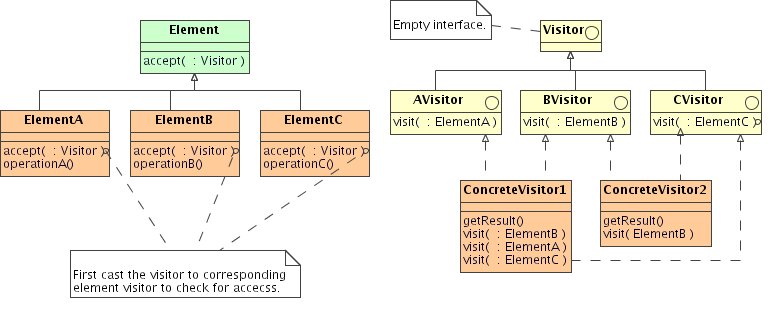 Element
accept( : Visitor )
ElementA
accept( : Visitor )
operationA()
ElementB
accept( : Visitor )
operationB()
ElementC
accept( : Visitor )
operationC()
First cast the visitor to corresponding
element visitor to check for accecss.
Empty interface.
Visitor
AVisitor
visit( : ElementA )
BVisitor
visit( : ElementB )
CVisitor
visit( : ElementC )
ConcreteVisitor1
getResult()
visit( : ElementB )
visit( : ElementA )
visit( : ElementC )
ConcreteVisitor2
getResult()
visit( ElementB )